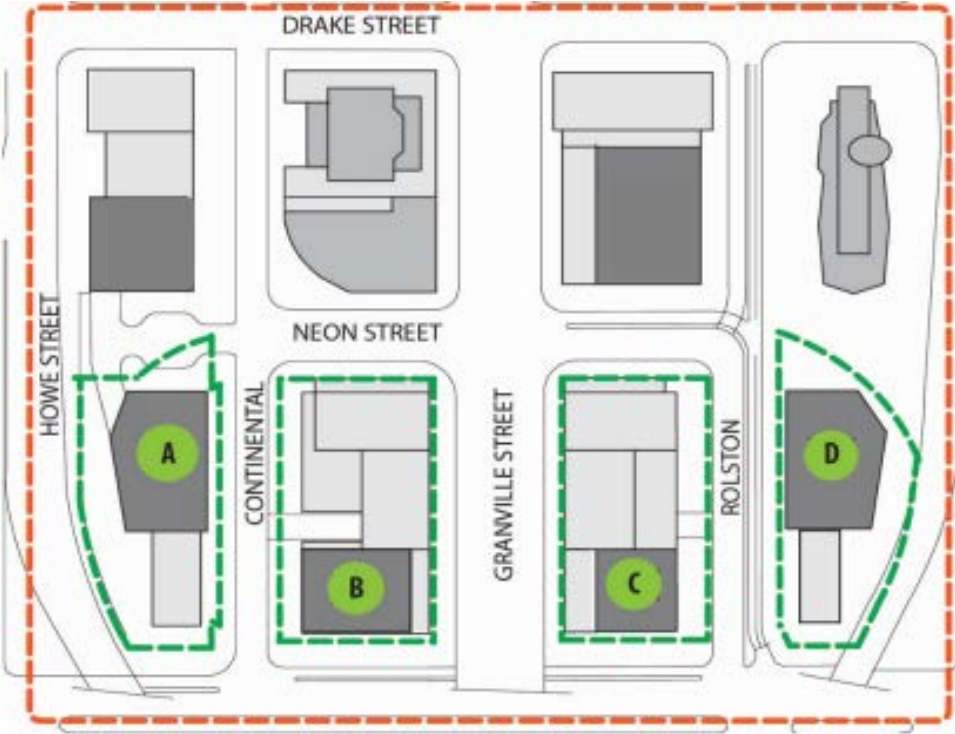 DRAKE STREET
NEON STREET
HOWE STREET
CONTINENTAL
GRANVILLE STREET
ROLSTON
A
D
B
C